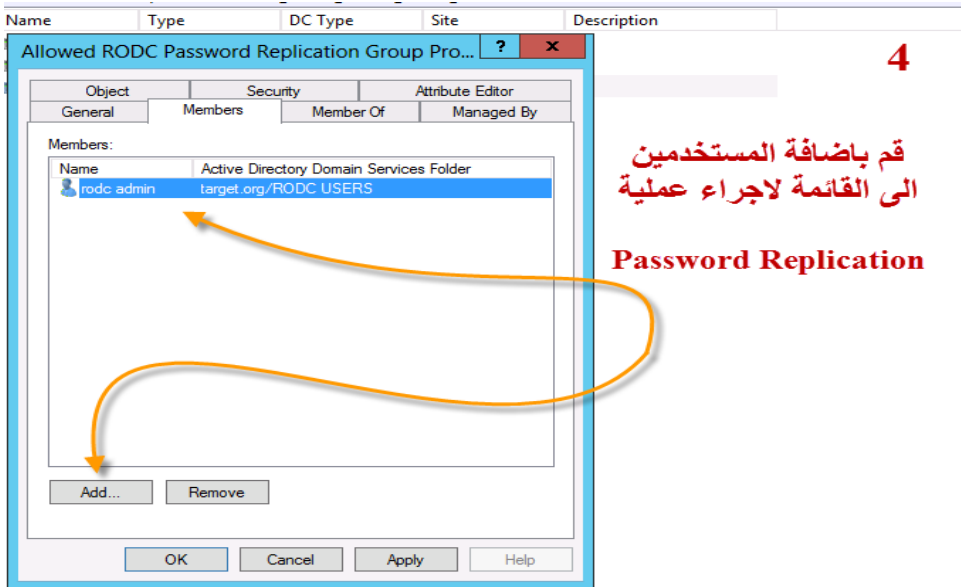 Name Type DC Type Site Description
Allowed RODC Password Replication Group Pro... ? x
4
Object Security Attribute Editor
General Members Member Of Managed By
Members:
Name Active Directory Domain Services Folder
rodc admin target.org/RODC USERS
قم باضافة المستخدمين
الى القائمة لاجراء عملية
Password Replication
Add... Remove
OK Cancel Apply Help